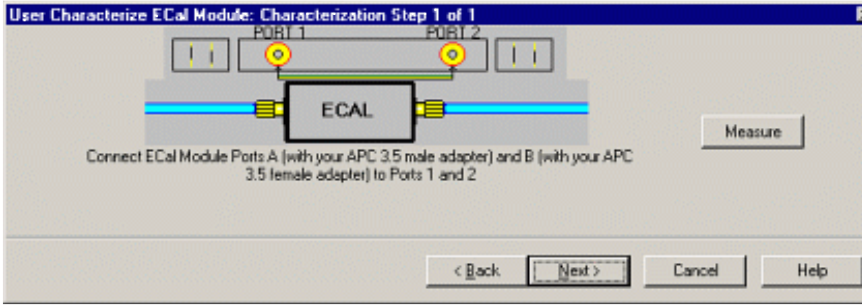 User Characterize ECal Module: Characterization Step 1 of 1
PORT 1 PORT 2
ECAL
Measure
Connect ECal Module Ports A (with your APC 3.5 male adapter) and B (with your APC
3.5 female adapter) to Ports 1 and 2
< Back Next > Cancel Help